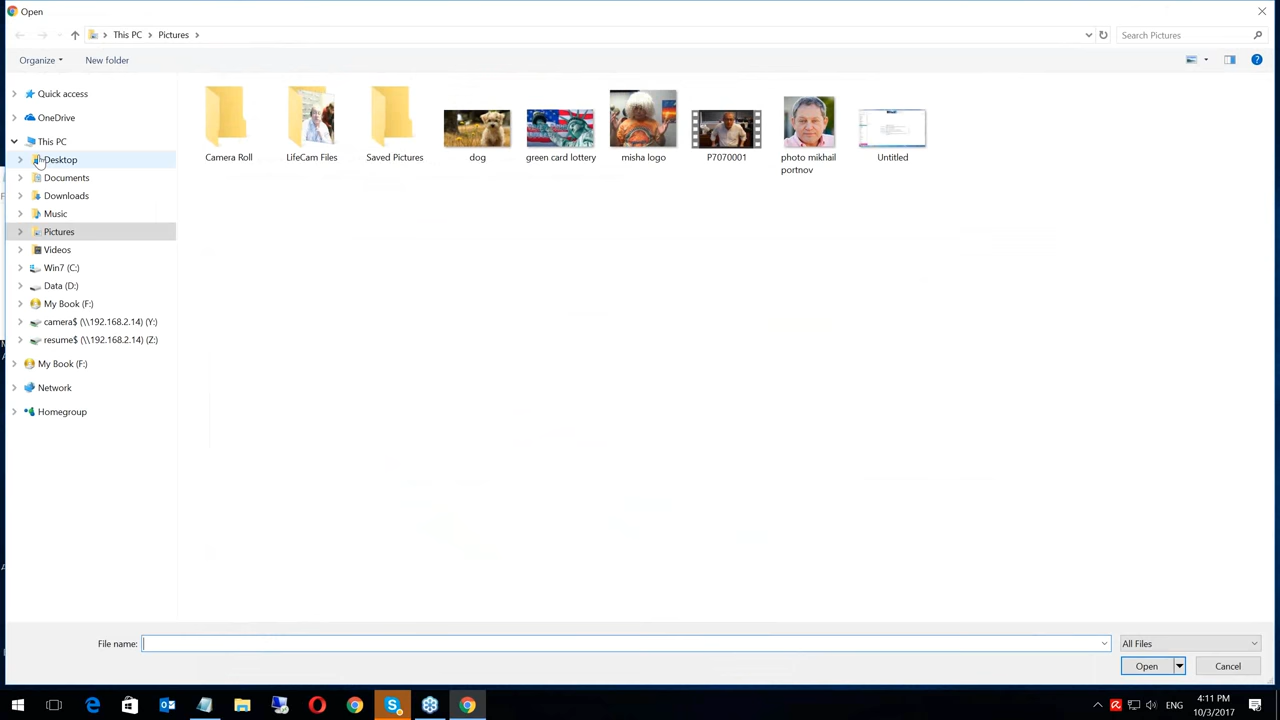 Open
This PC
Pictures
Search Pictures
Organize
New folder
Quick access
OneDrive
This PC
Desktop
Documents
Downloads
Music
Pictures
Videos
Win7 (C:)
Data (D:)
My Book (F:)
camera$ (\\192.168.2.14) (Y:)
resume$ (\\192.168.2.14) (Z:)
My Book (F:)
Network
Homegroup
Camera Roll
LifeCam Files
Saved Pictures
dog
green card lottery
misha logo
P7070001
photo mikhail
portnov
Untitled
File name:
All Files
Open
Cancel
ENG
4:11 PM
10/3/2017